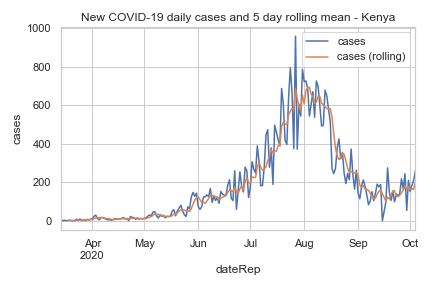 New COVID-19 daily cases and 5 day rolling mean - Kenya
cases
cases (rolling)
1000
800
600
400
200
0
cases
Apr
2020
May
Jun
Jul
Aug
Sep
Oct
dateRep